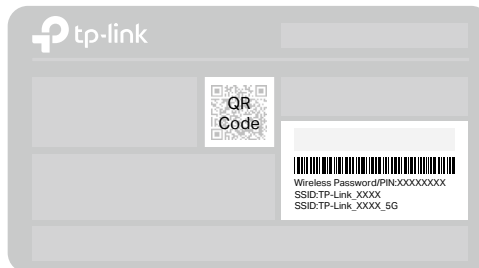 tp-link
QR
Code
Wireless Password/PIN:XXXXXXXX
SSID:TP-Link_XXXX
SSID:TP-Link_XXXX_5G